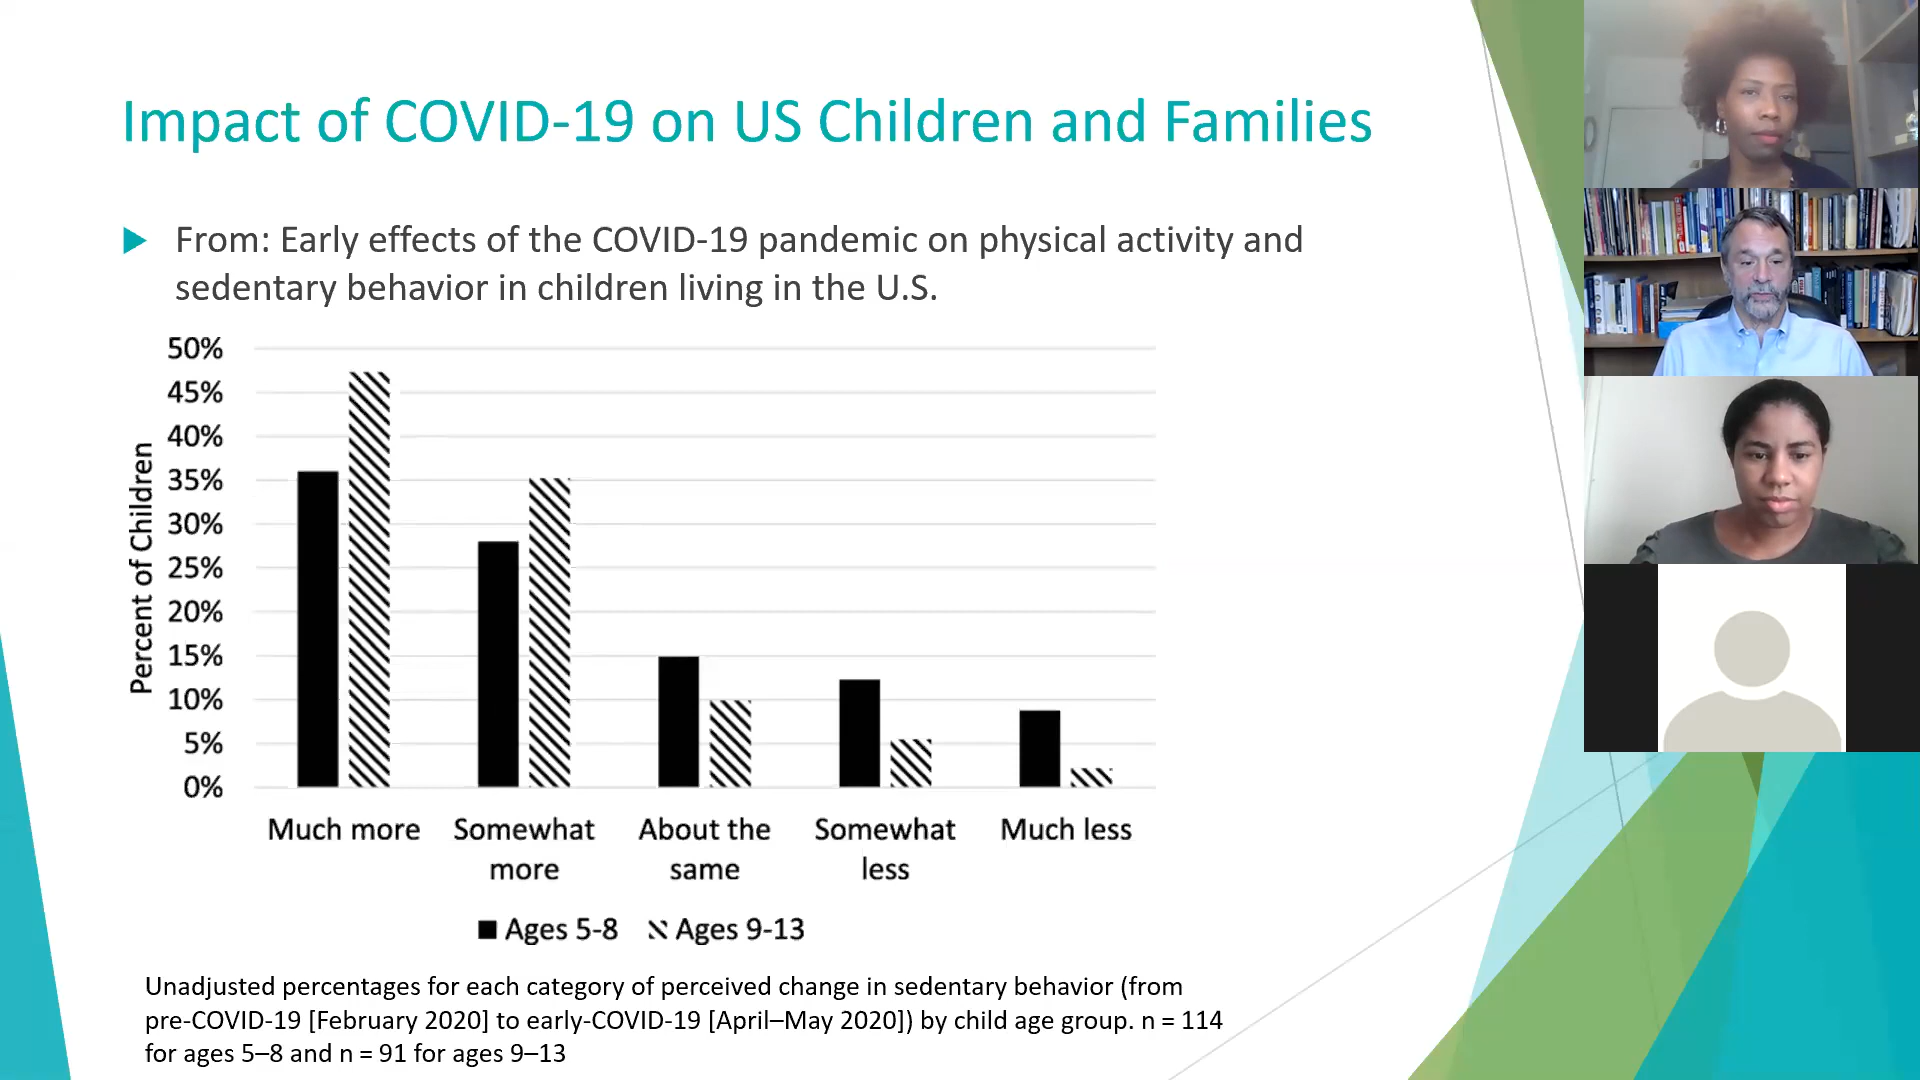 Impact of COVID-19 on US Children and Families
From: Early effects of the COVID-19 pandemic on physical activity and
sedentary behavior in children living in the U.S.
Percent of Children
50%
45%
40%
35%
30%
25%
20%
15%
10%
5%
0%
Much more
Somewhat
more
About the
same
Somewhat
less
Much less
Ages 5-8
Ages 9-13
Unadjusted percentages for each category of perceived change in sedentary behavior (from
pre-COVID-19 [February 2020] to early-COVID-19 [April–May 2020]) by child age group. n = 114
for ages 5–8 and n = 91 for ages 9–13